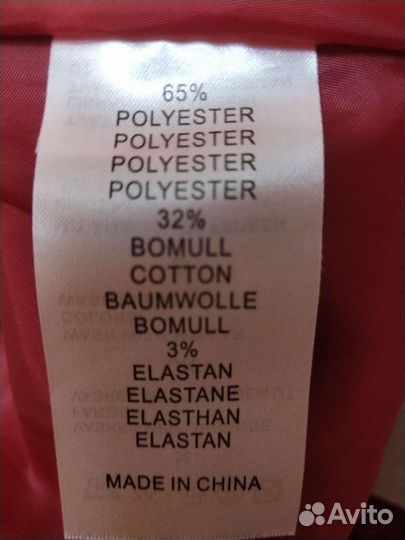 65%
POLYESTER
POLYESTER
POLYESTER
POLYESTER
32%
BOMULL
COTTON
BAUMWOLLE
BOMULL
3%
ELASTAN
ELASTANE
ELASTHAN
ELASTAN
MADE IN CHINA
Avito